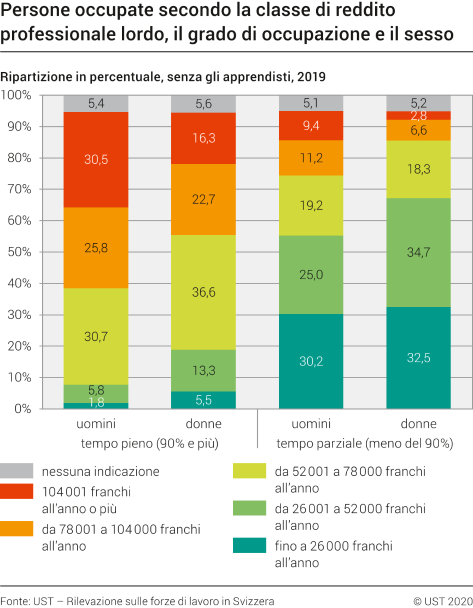 Persone occupate secondo la classe di reddito
professionale lordo, il grado di occupazione e il sesso
Ripartizione in percentuale, senza gli apprendisti, 2019
100%
90%
80%
70%
60%
50%
40%
30%
20%
10%
0%
5,4
30,5
25,8
30,7
5,8
1,8
5,6
16,3
22,7
36,6
13,3
5,5
5,1
9,4
11,2
19,2
25,0
30,2
5,2
2,8
6,6
18,3
34,7
32,5
uomini donne uomini donne
tempo pieno (90% e più) tempo parziale (meno del 90%)
nessuna indicazione
104 001 franchi
all'anno o più
da 78 001 a 104 000 franchi
all'anno
da 52 001 a 78 000 franchi
all'anno
da 26 001 a 52 000 franchi
all'anno
fino a 26 000 franchi
all'anno
Fonte: UST – Rilevazione sulle forze di lavoro in Svizzera © UST 2020